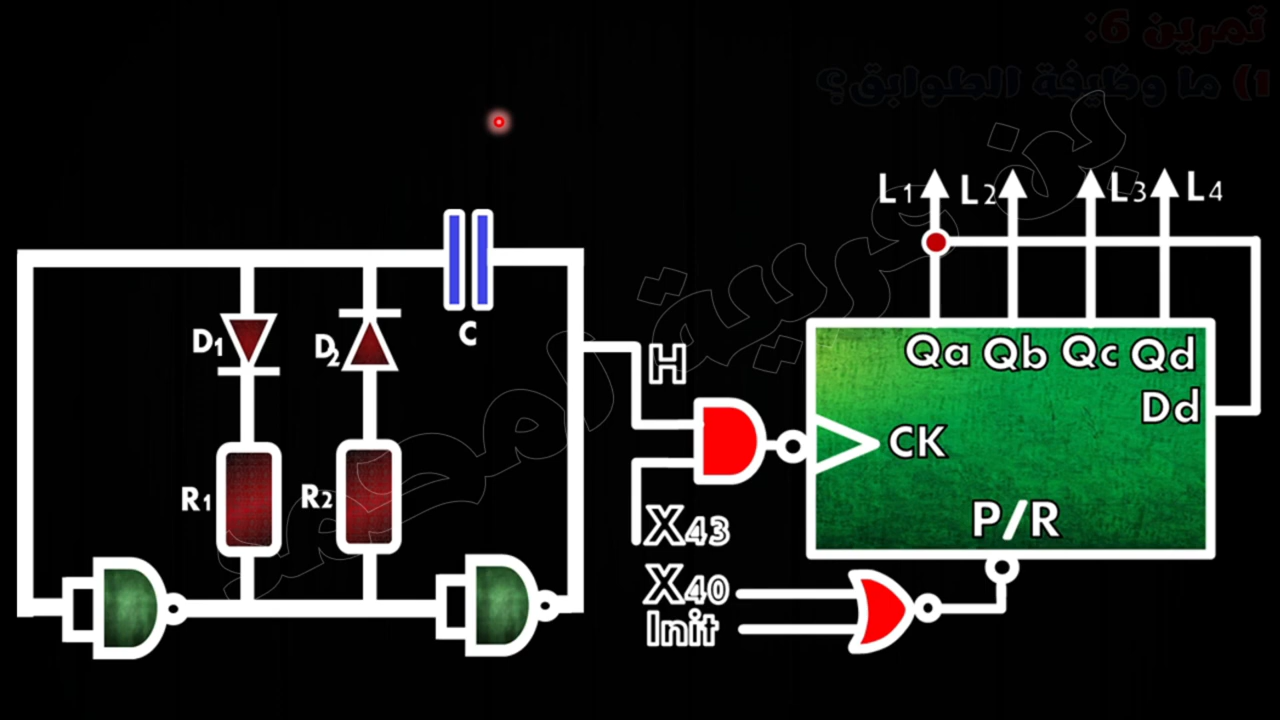 تمرين 6:
1) ما وظيفة الطوابق؟
L1 L2 L3 L4
D1 D2 C
H
Qa Qb Qc Qd
Dd
CK
R1 R2
X43
P/R
X40
Init